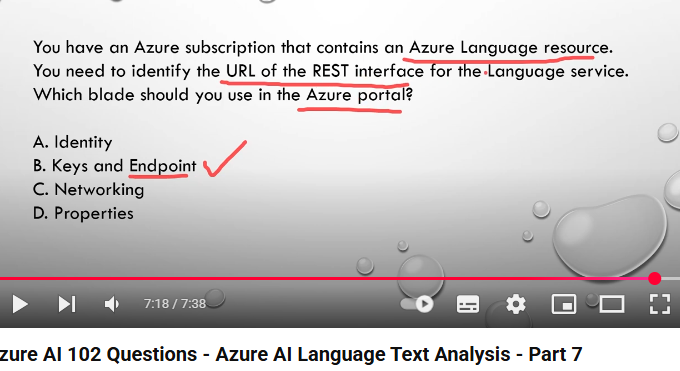 You have an Azure subscription that contains an Azure Language resource.
You need to identify the URL of the REST interface for the Language service.
Which blade should you use in the Azure portal?
A. Identity
B. Keys and Endpoint
C. Networking
D. Properties
7:18 / 7:38
zure AI 102 Questions - Azure AI Language Text Analysis - Part 7